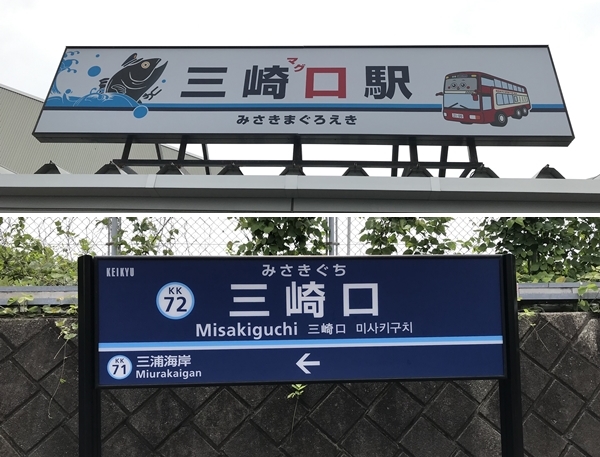 三崎マグ口駅
みさきまぐろえき
KEIKYU
みさきぐち
KK
72
三崎口
Misakiguchi 三崎口 미사키구치
KK
71
三浦海岸
Miurakaigan
←